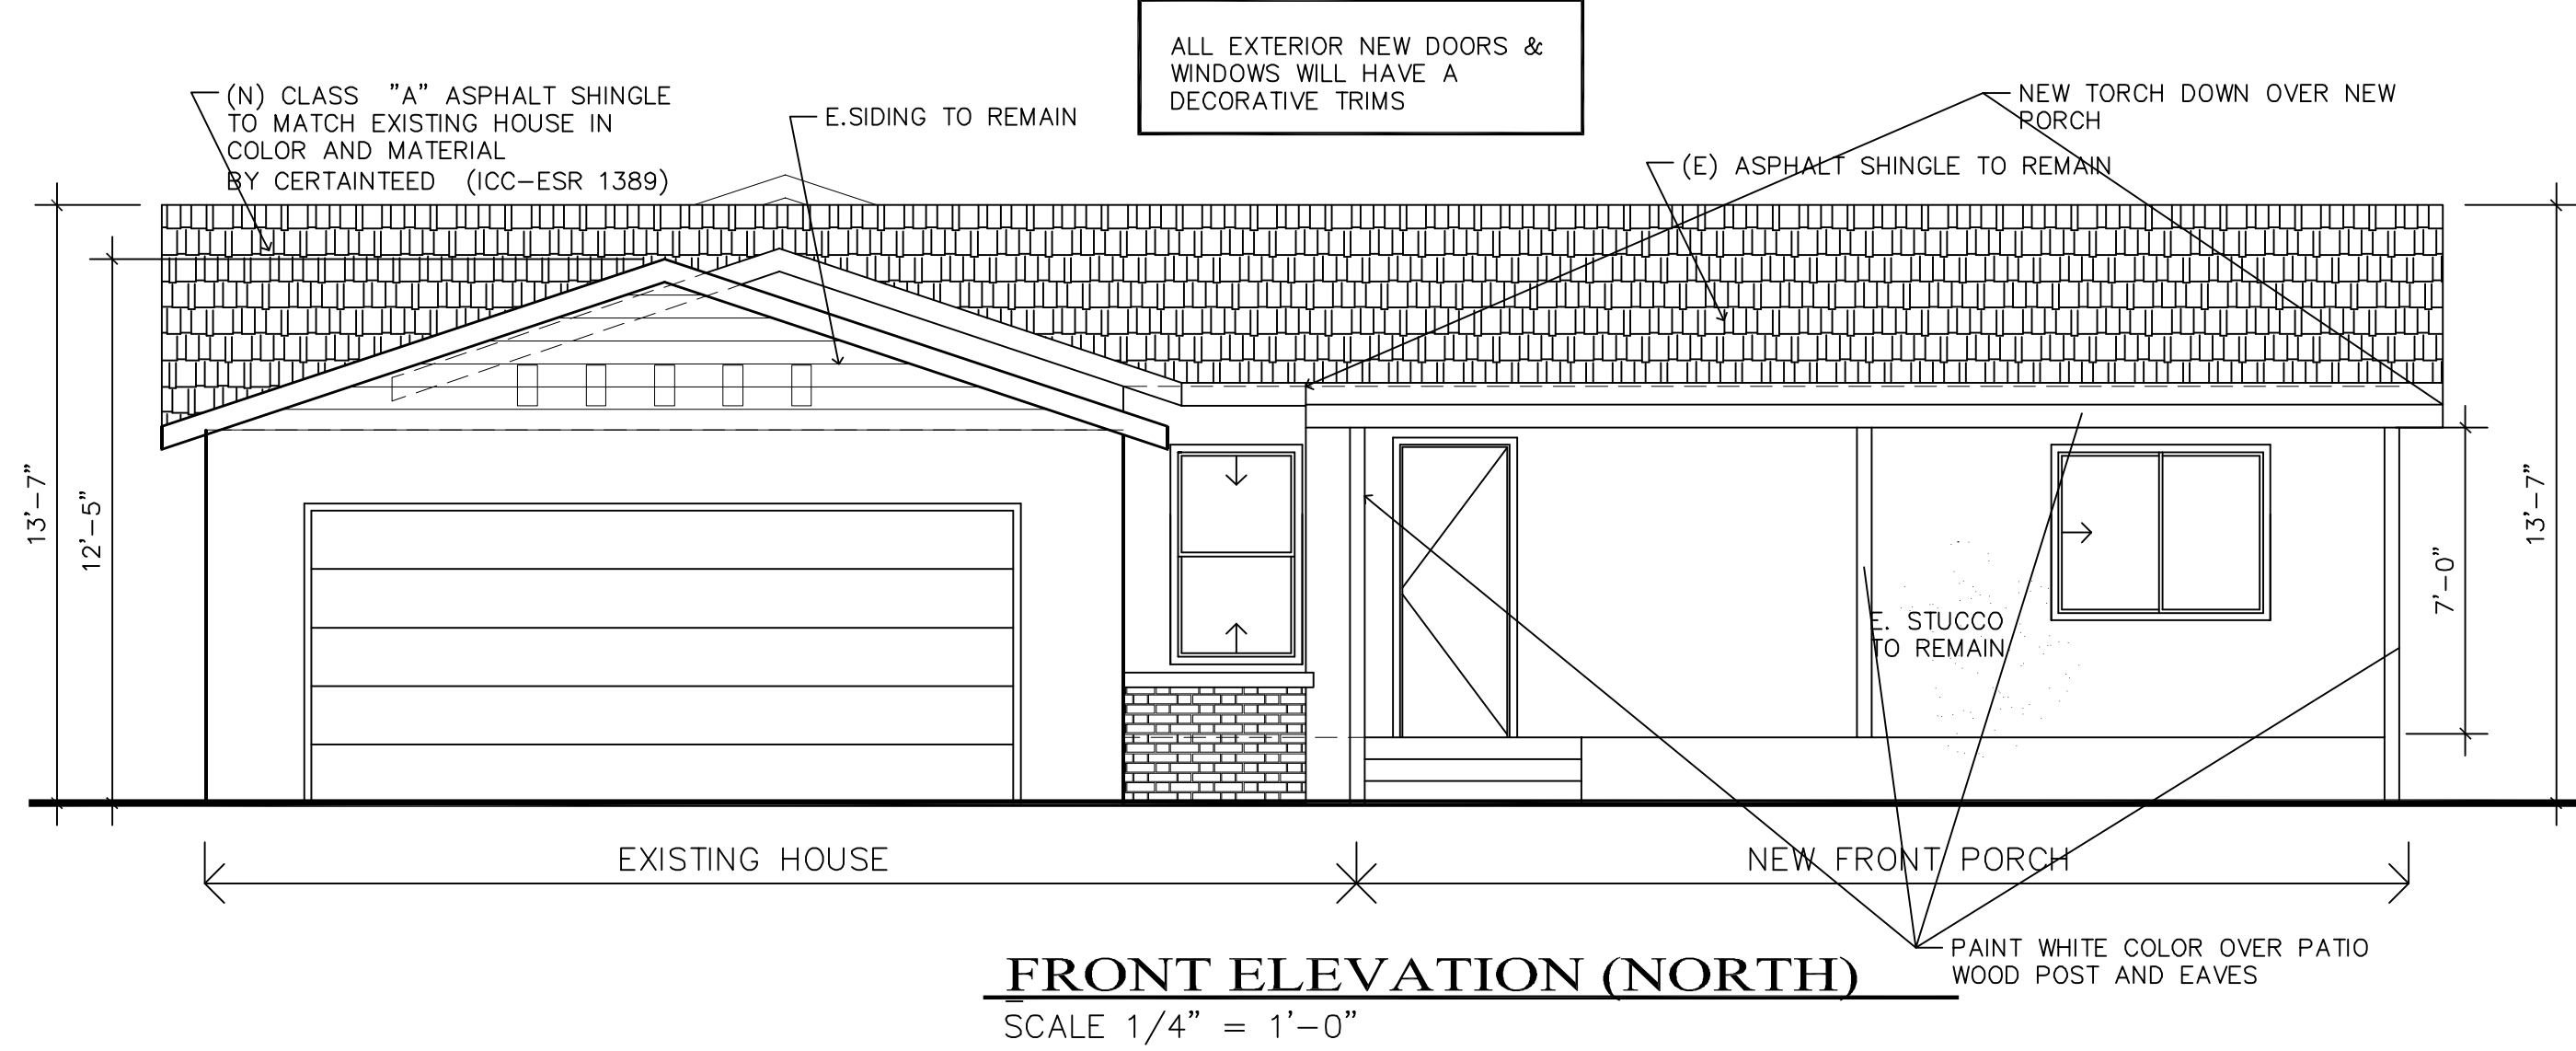 ALL EXTERIOR NEW DOORS &
WINDOWS WILL HAVE A
DECORATIVE TRIMS
(N) CLASS "A" ASPHALT SHINGLE
TO MATCH EXISTING HOUSE IN
COLOR AND MATERIAL
BY CERTAINTEED (ICC-ESR 1389)
E.SIDING TO REMAIN
NEW TORCH DOWN OVER NEW
PORCH
(E) ASPHALT SHINGLE TO REMAIN
13'-7"
12'-5"
E. STUCCO
TO REMAIN
7'-0"
13'-7"
EXISTING HOUSE
NEW FRONT PORCH
PAINT WHITE COLOR OVER PATIO
WOOD POST AND EAVES
FRONT ELEVATION (NORTH)
SCALE 1/4" = 1'-0"